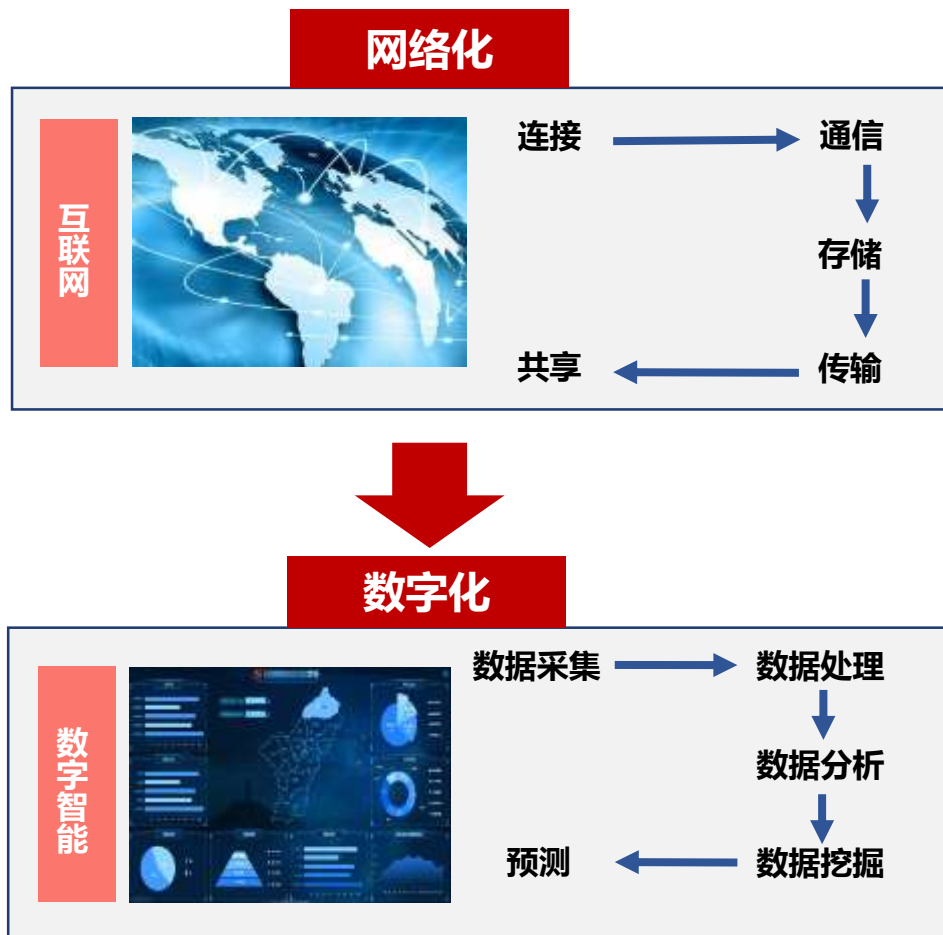 网络化
互联网
连接
通信
存储
传输
共享
数字化
数字智能
数据采集
数据处理
数据分析
数据挖掘
预测